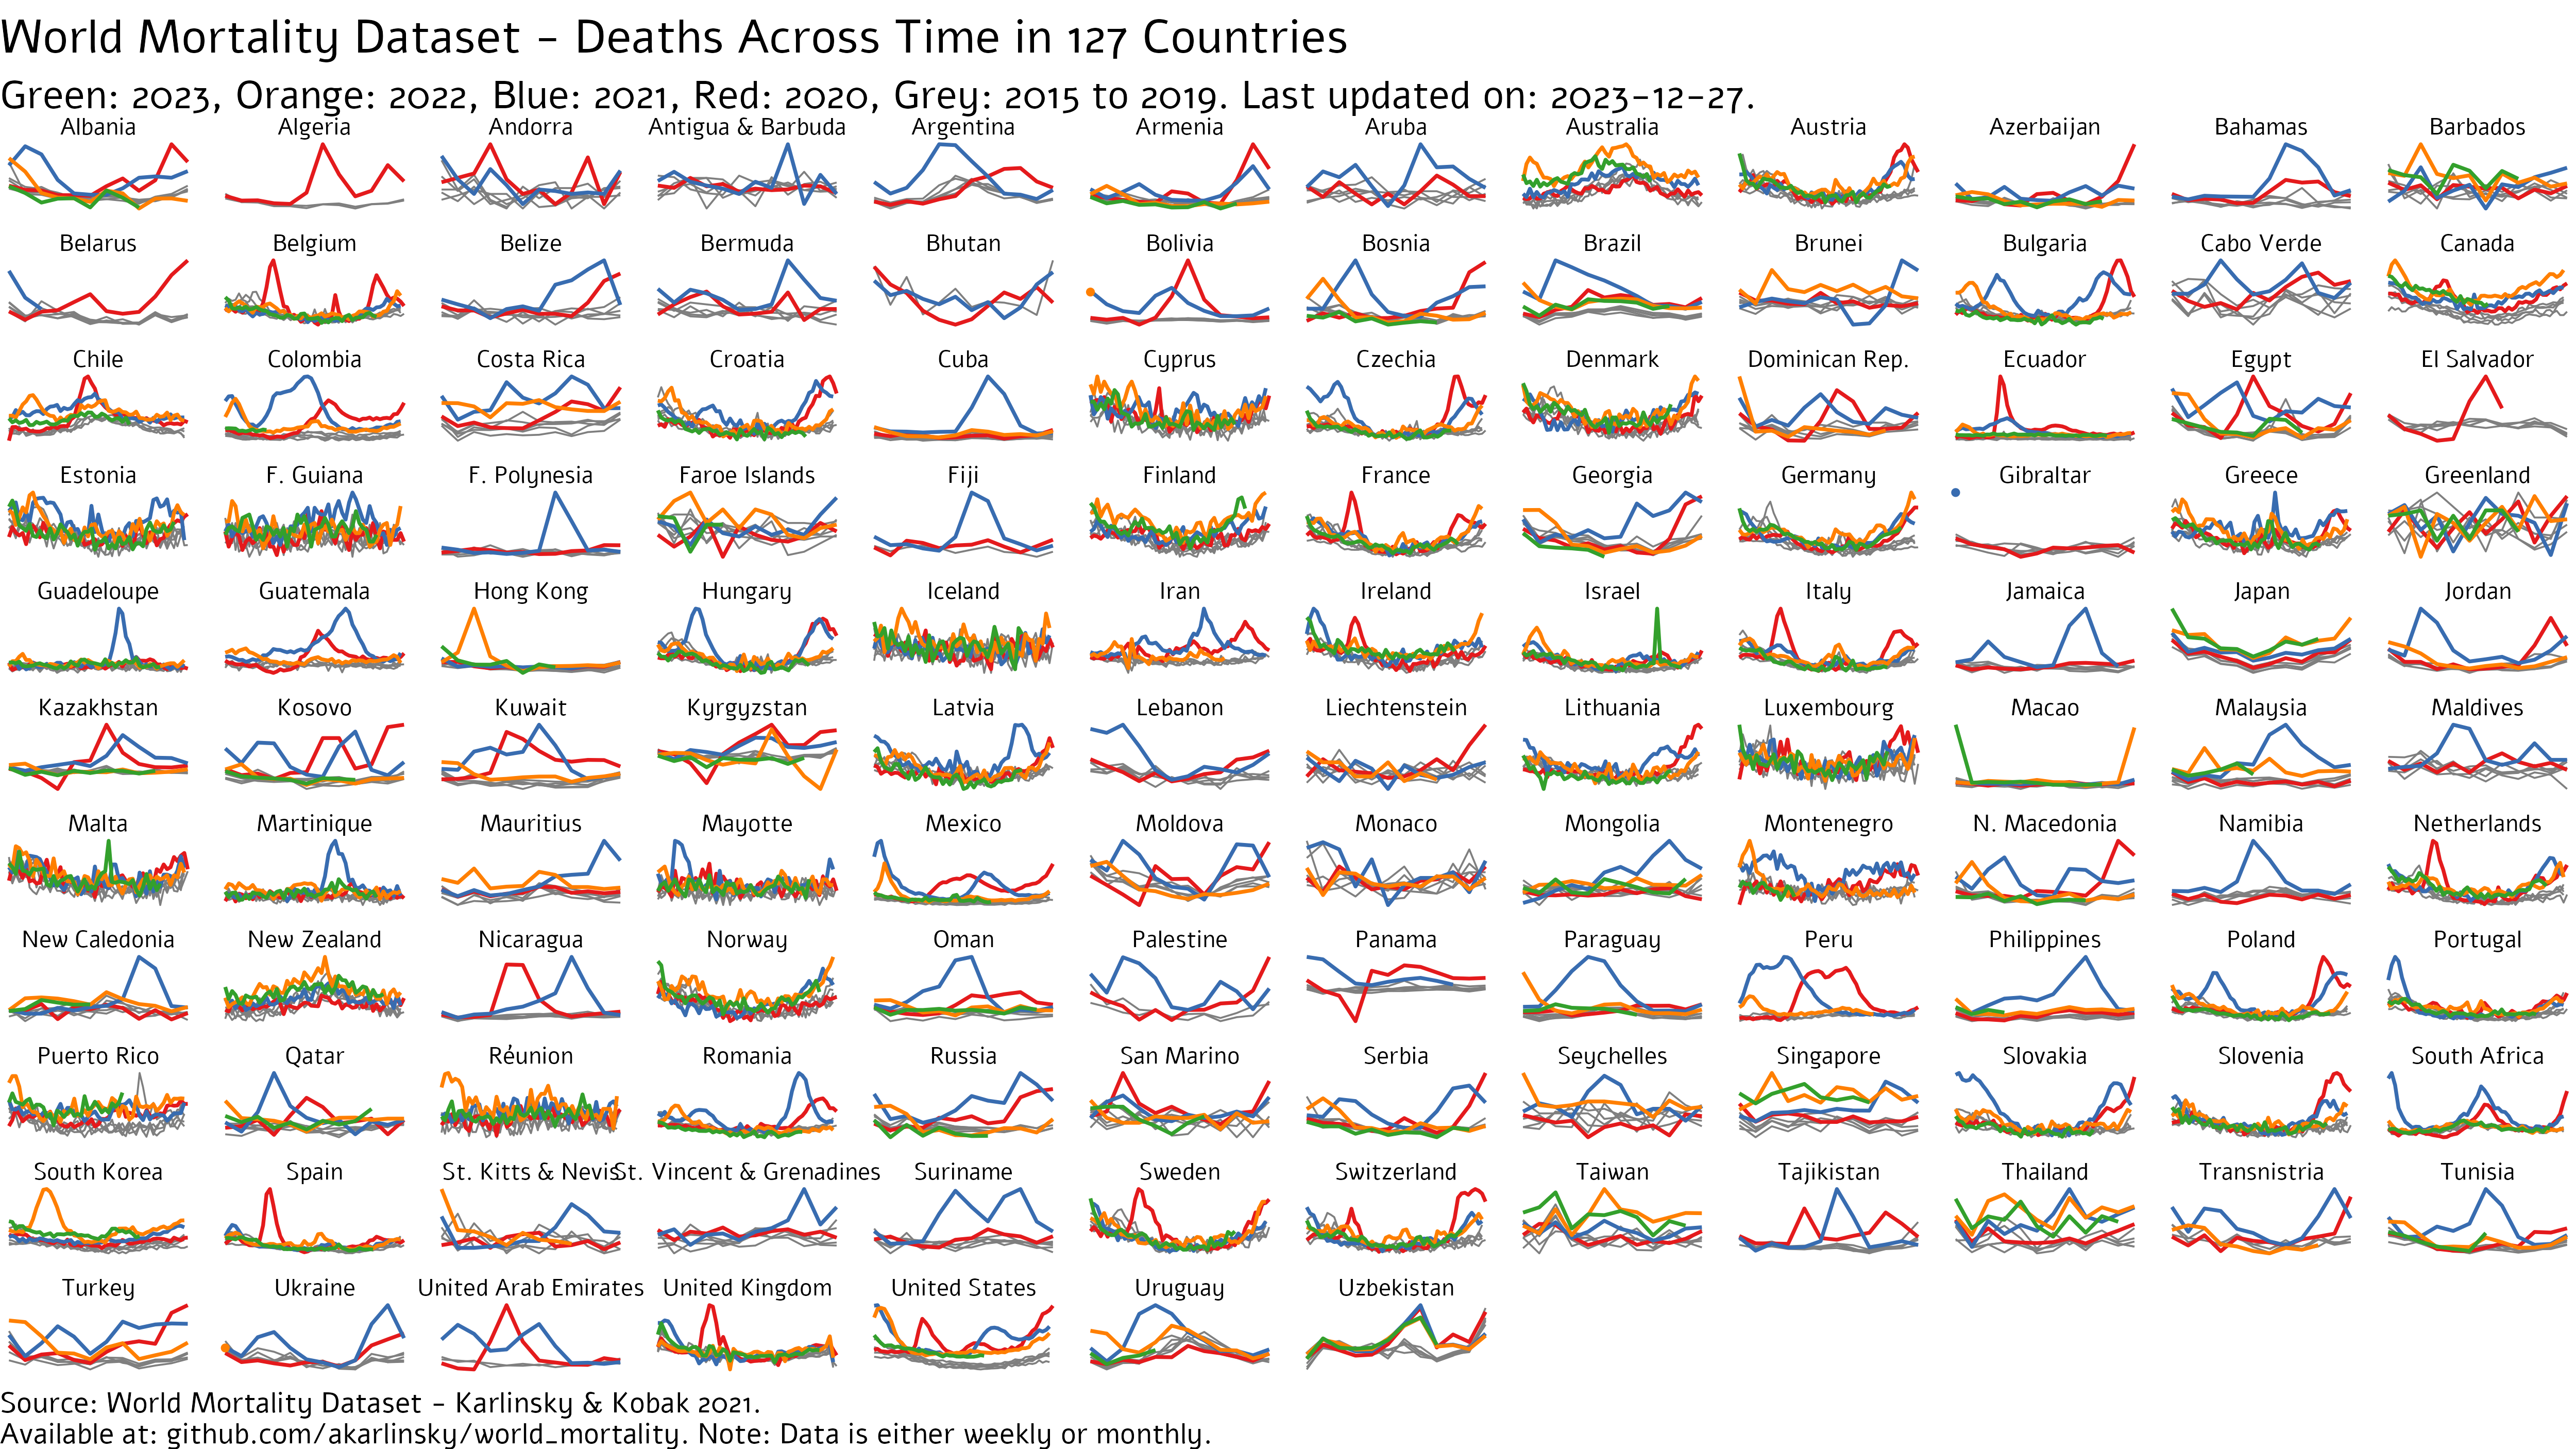 World Mortality Dataset - Deaths Across Time in 127 Countries
Green: 2023, Orange: 2022, Blue: 2021, Red: 2020, Grey: 2015 to 2019. Last updated on: 2023-12-27.
Albania Algeria Andorra Antigua & Barbuda Argentina Armenia Aruba Australia Austria Azerbaijan Bahamas Barbados
Belarus Belgium Belize Bermuda Bhutan Bolivia Bosnia Brazil Brunei Bulgaria Cabo Verde Canada
Chile Colombia Costa Rica Croatia Cuba Cyprus Czechia Denmark Dominican Rep. Ecuador Egypt El Salvador
Estonia F. Guiana F. Polynesia Faroe Islands Fiji Finland France Georgia Germany Gibraltar Greece Greenland
Guadeloupe Guatemala Hong Kong Hungary Iceland Iran Ireland Israel Italy Jamaica Japan Jordan
Kazakhstan Kosovo Kuwait Kyrgyzstan Latvia Lebanon Liechtenstein Lithuania Luxembourg Macao Malaysia Maldives
Malta Martinique Mauritius Mayotte Mexico Moldova Monaco Mongolia Montenegro N. Macedonia Namibia Netherlands
New Caledonia New Zealand Nicaragua Norway Oman Palestine Panama Paraguay Peru Philippines Poland Portugal
Puerto Rico Qatar Réunion Romania Russia San Marino Serbia Seychelles Singapore Slovakia Slovenia South Africa
South Korea Spain St. Kitts & Nevis St. Vincent & Grenadines Suriname Sweden Switzerland Taiwan Tajikistan Thailand Transnistria Tunisia
Turkey Ukraine United Arab Emirates United Kingdom United States Uruguay Uzbekistan
Source: World Mortality Dataset - Karlinsky & Kobak 2021.
Available at: github.com/akarlinsky/world_mortality. Note: Data is either weekly or monthly.